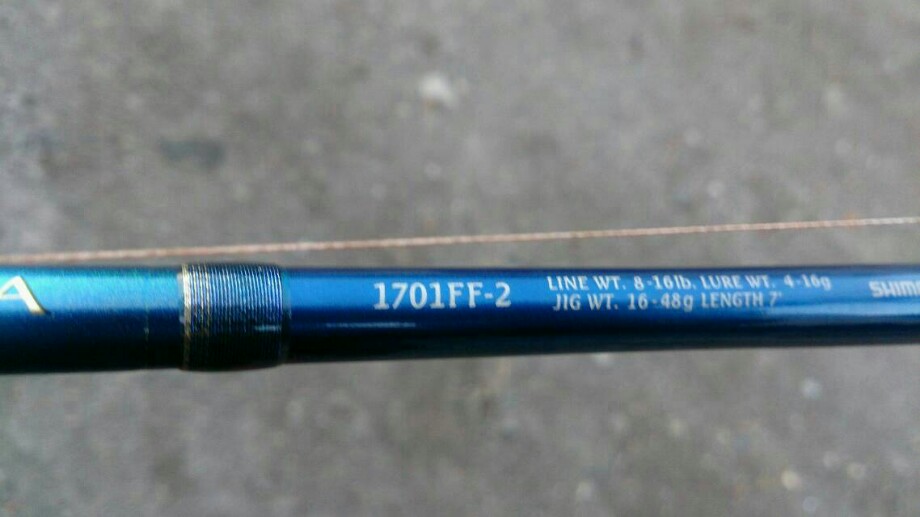 A
1701FF-2
LINE WT. 8-16lb. LURE WT. 4-16g
JIG WT. 16-48g LENGTH 7'